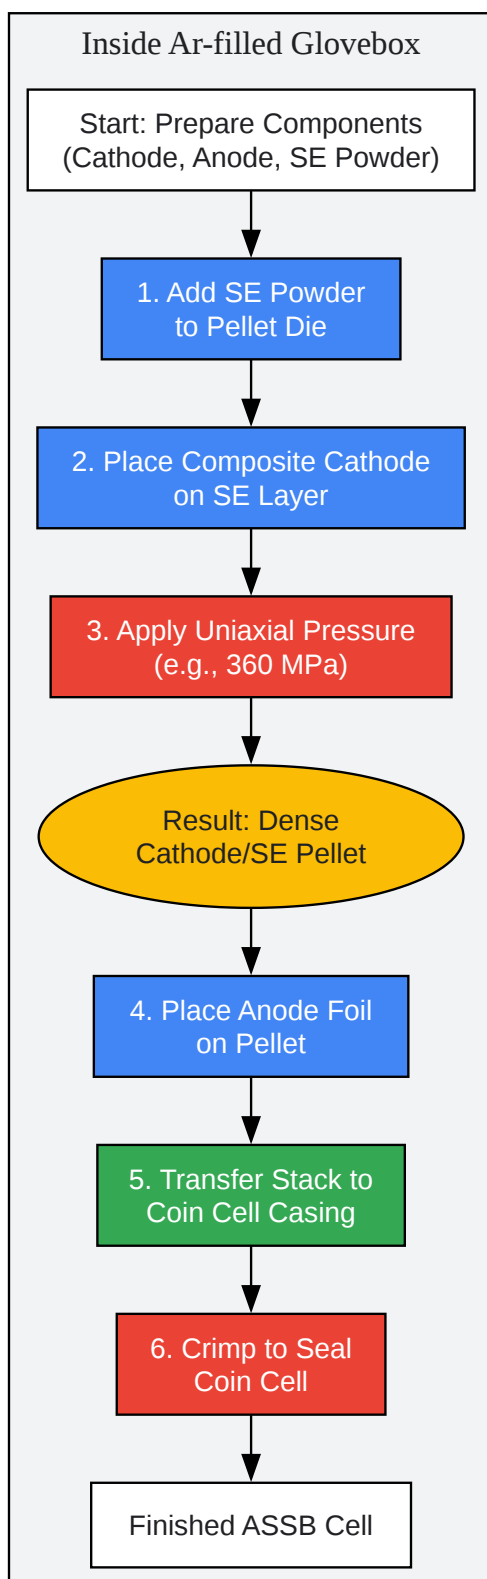 Inside Ar-filled Glovebox
Start: Prepare Components
(Cathode, Anode, SE Powder)
1. Add SE Powder
to Pellet Die
2. Place Composite Cathode
on SE Layer
3. Apply Uniaxial Pressure
(e.g., 360 MPa)
Result: Dense
Cathode/SE Pellet
4. Place Anode Foil
on Pellet
5. Transfer Stack to
Coin Cell Casing
6. Crimp to Seal
Coin Cell
Finished ASSB Cell